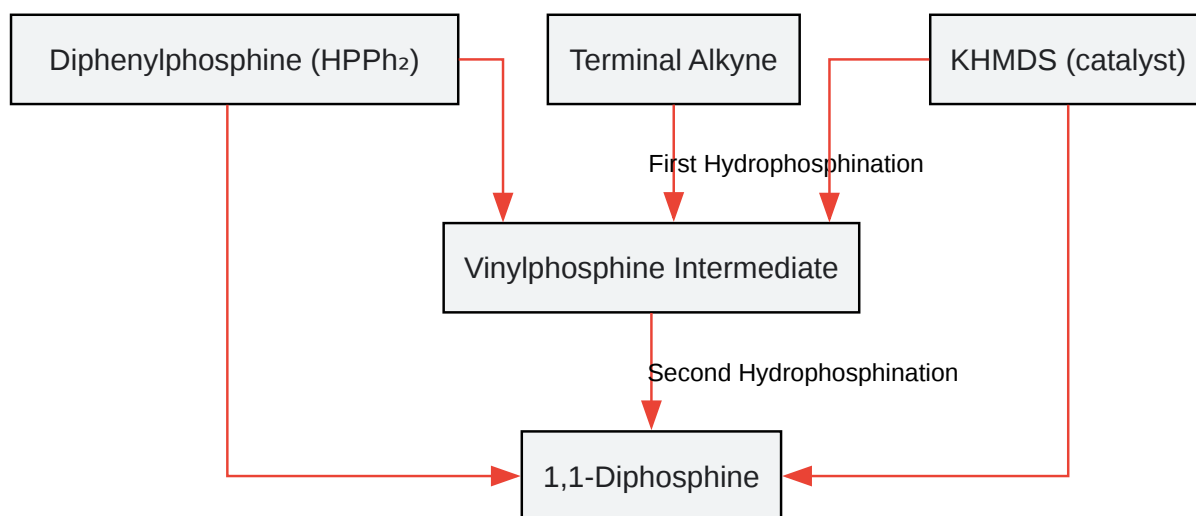 Diphenylphosphine (HPPh₂)
Terminal Alkyne
KHMDS (catalyst)
First Hydrophosphination
Vinylphosphine Intermediate
Second Hydrophosphination
1,1-Diphosphine